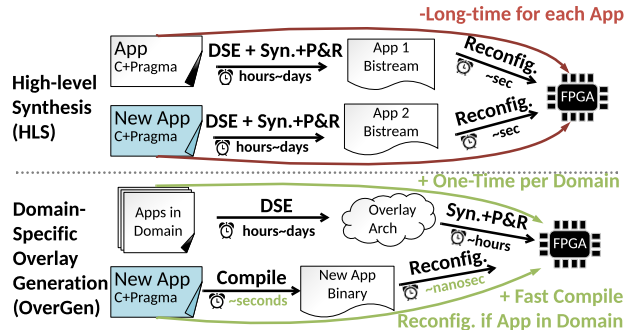 -Long-time for each App
High-level
Synthesis
(HLS)
App
C+Pragma
DSE + Syn.+P&R
hours~days
App 1
Bistream
Reconfig.
~sec
New App
C+Pragma
DSE + Syn.+P&R
hours~days
App 2
Bistream
Reconfig.
~sec
FPGA
+ One-Time per Domain
Domain-
Specific
Overlay
Generation
(OverGen)
Apps in
Domain
DSE
hours~days
Overlay
Arch
Syn.+P&R
~hours
New App
C+Pragma
Compile
~seconds
New App
Binary
Reconfig.
~nanosec
FPGA
+ Fast Compile
Reconfig. if App in Domain